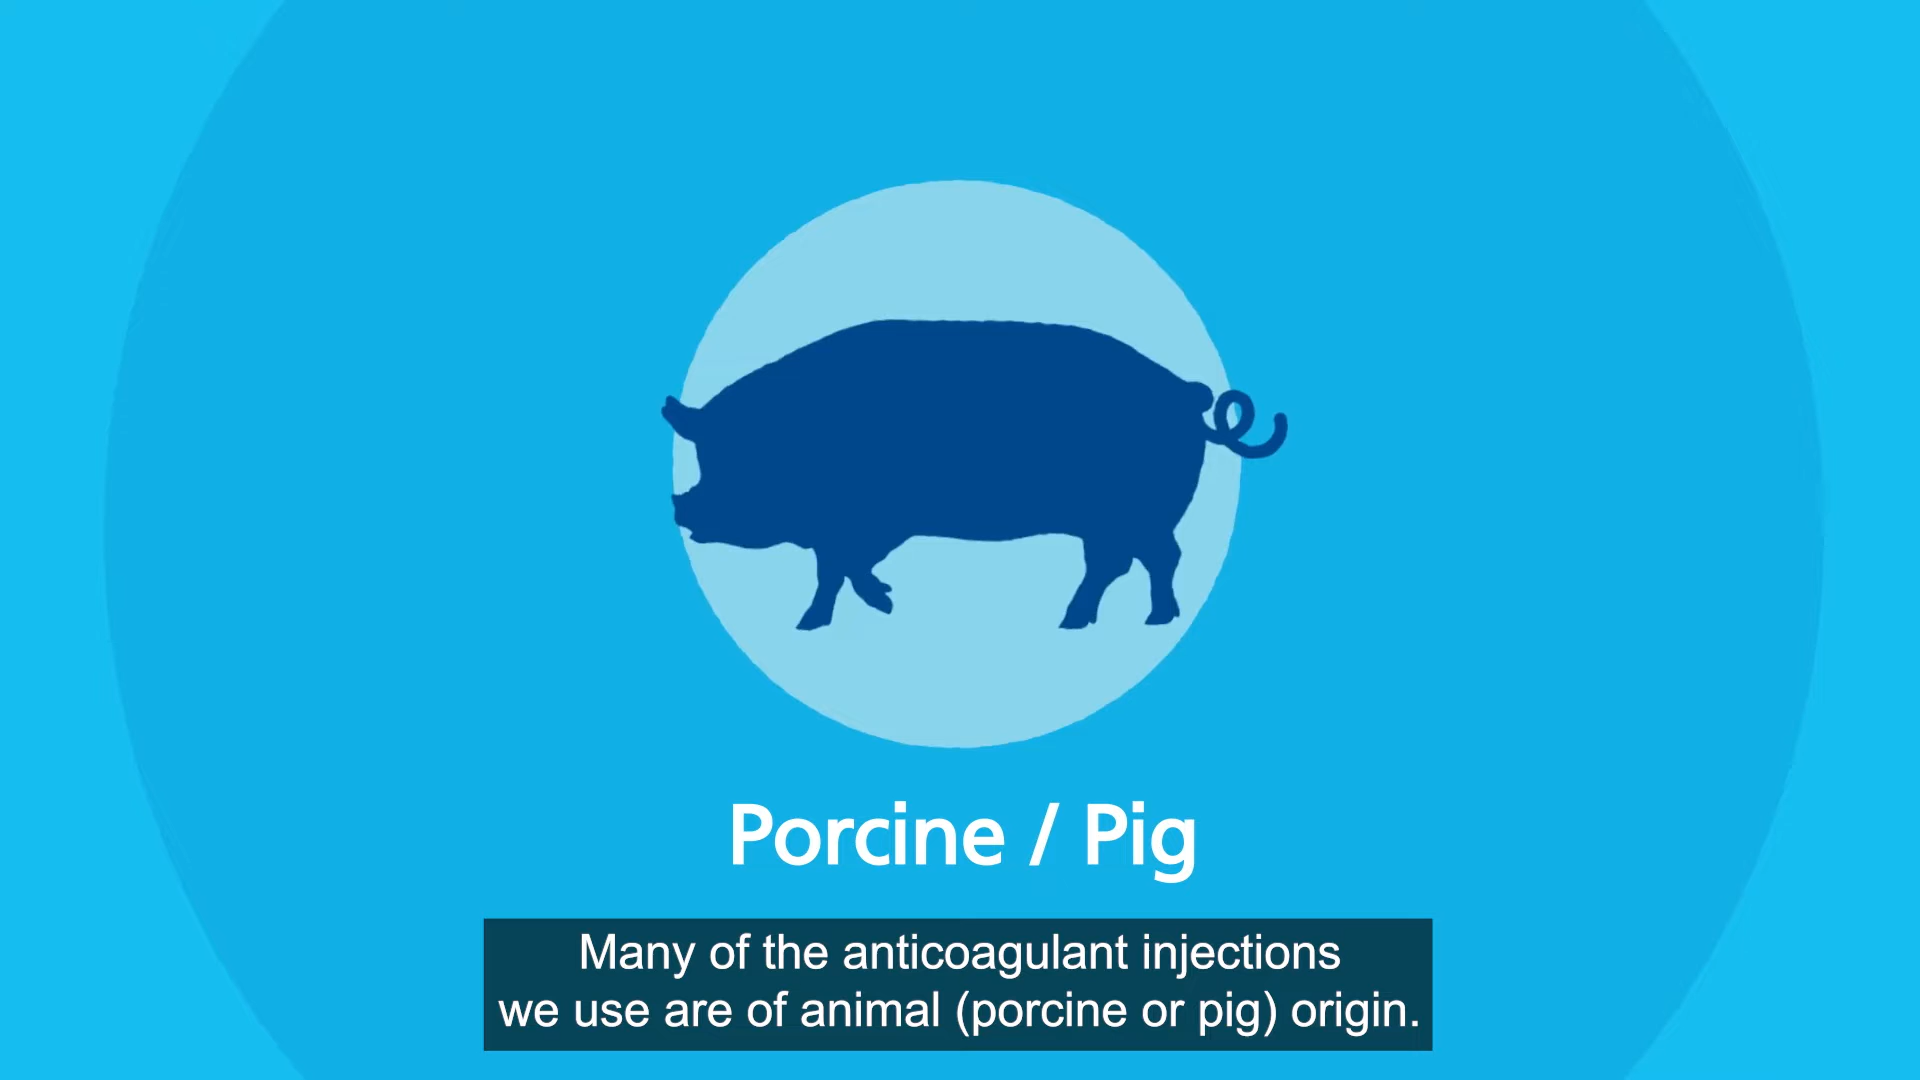 Porcine / Pig
Many of the anticoagulant injections
we use are of animal (porcine or pig) origin.